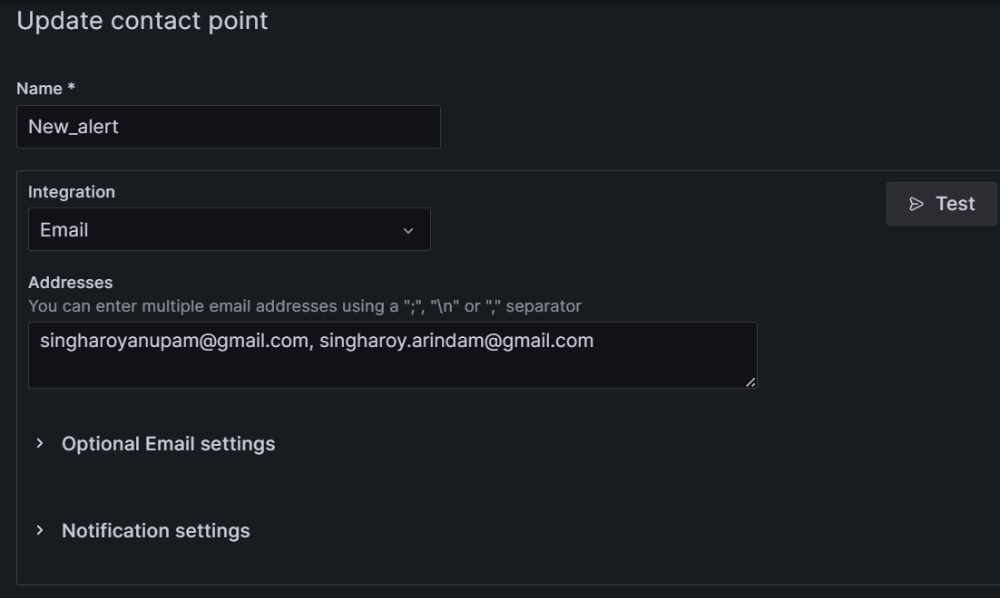 Update contact point
Name *
New_alert
Integration
Test
Email
Addresses
You can enter multiple email addresses using a ";", "\n" or "," separator
singharoyanupam@gmail.com, singharoy.arindam@gmail.com
Optional Email settings
Notification settings